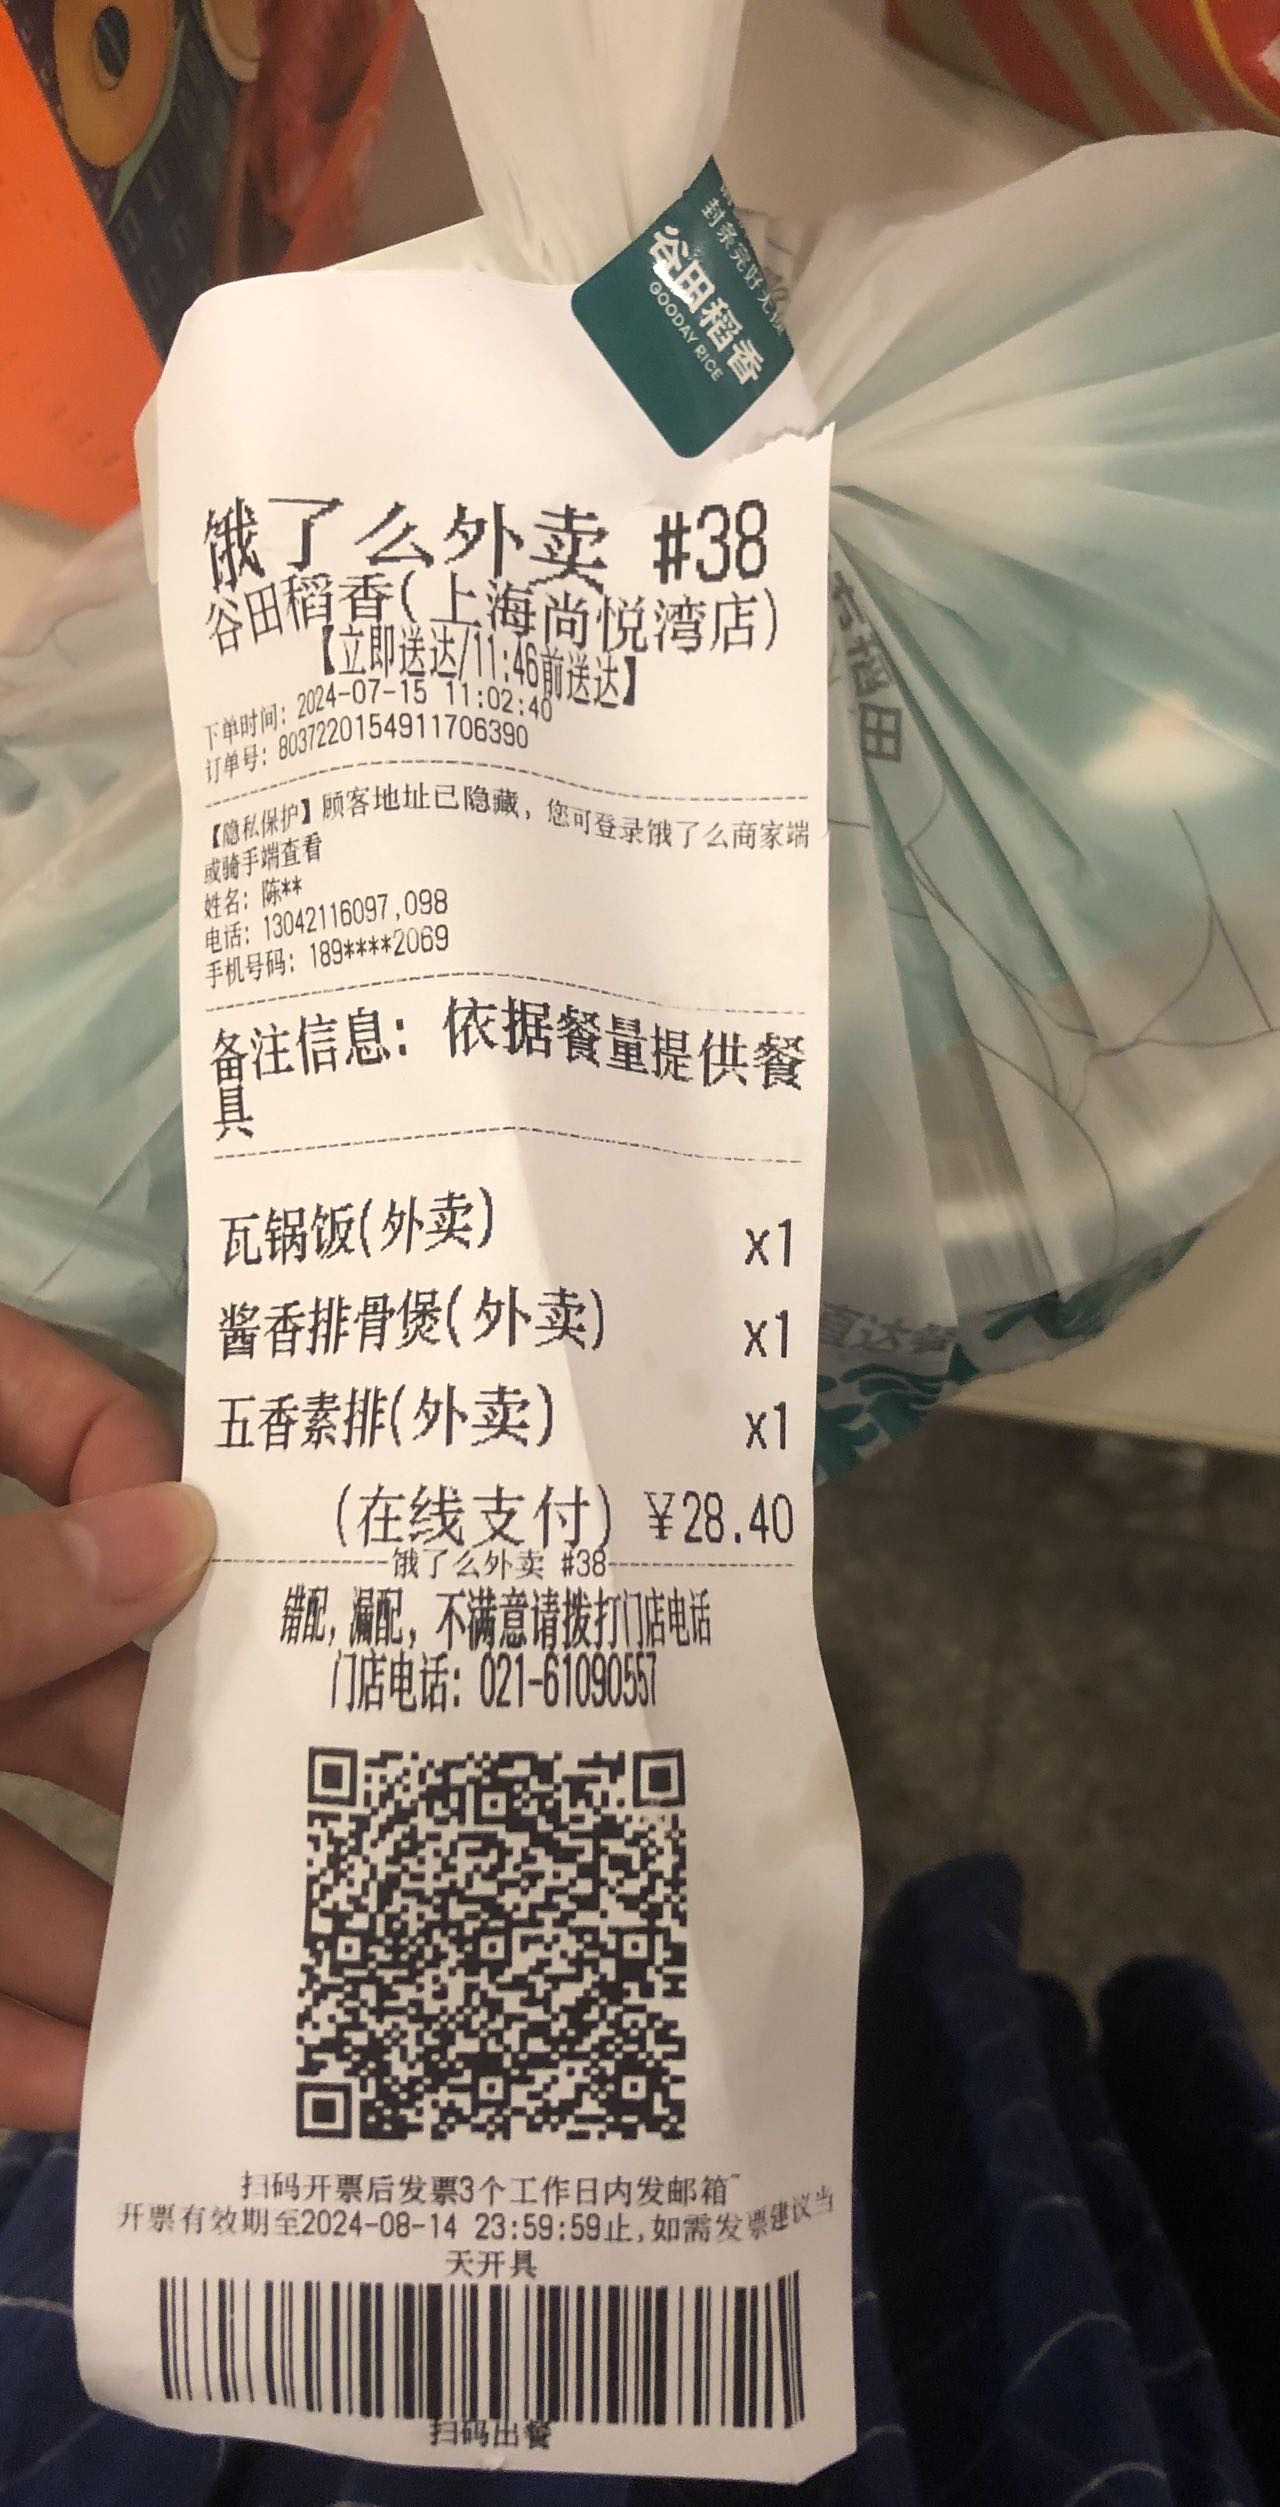 封条完好无损
谷田稻香
GOODAY RICE
饿了么外卖 #38
谷田稻香(上海尚悦湾店)
【立即送达/11:46前送达】
下单时间: 2024-07-15 11:02:40
订单号: 8037220154911706390
【隐私保护】顾客地址已隐藏, 您可登录饿了么商家端
或骑手端查看
姓名: 陈**
电话: 13042116097,098
手机号码: 189****2069
备注信息: 依据餐量提供餐
具
瓦锅饭(外卖) x1
酱香排骨煲(外卖) x1
五香素排(外卖) x1
(在线支付) ¥28.40
饿了么外卖 #38
错配, 漏配, 不满意请拨打门店电话
门店电话: 021-61090557
扫码开票后发票3个工作日内发邮箱
开票有效期至2024-08-14 23:59:59止,如需发票建议当
天开具
扫码出餐
稻田
直达